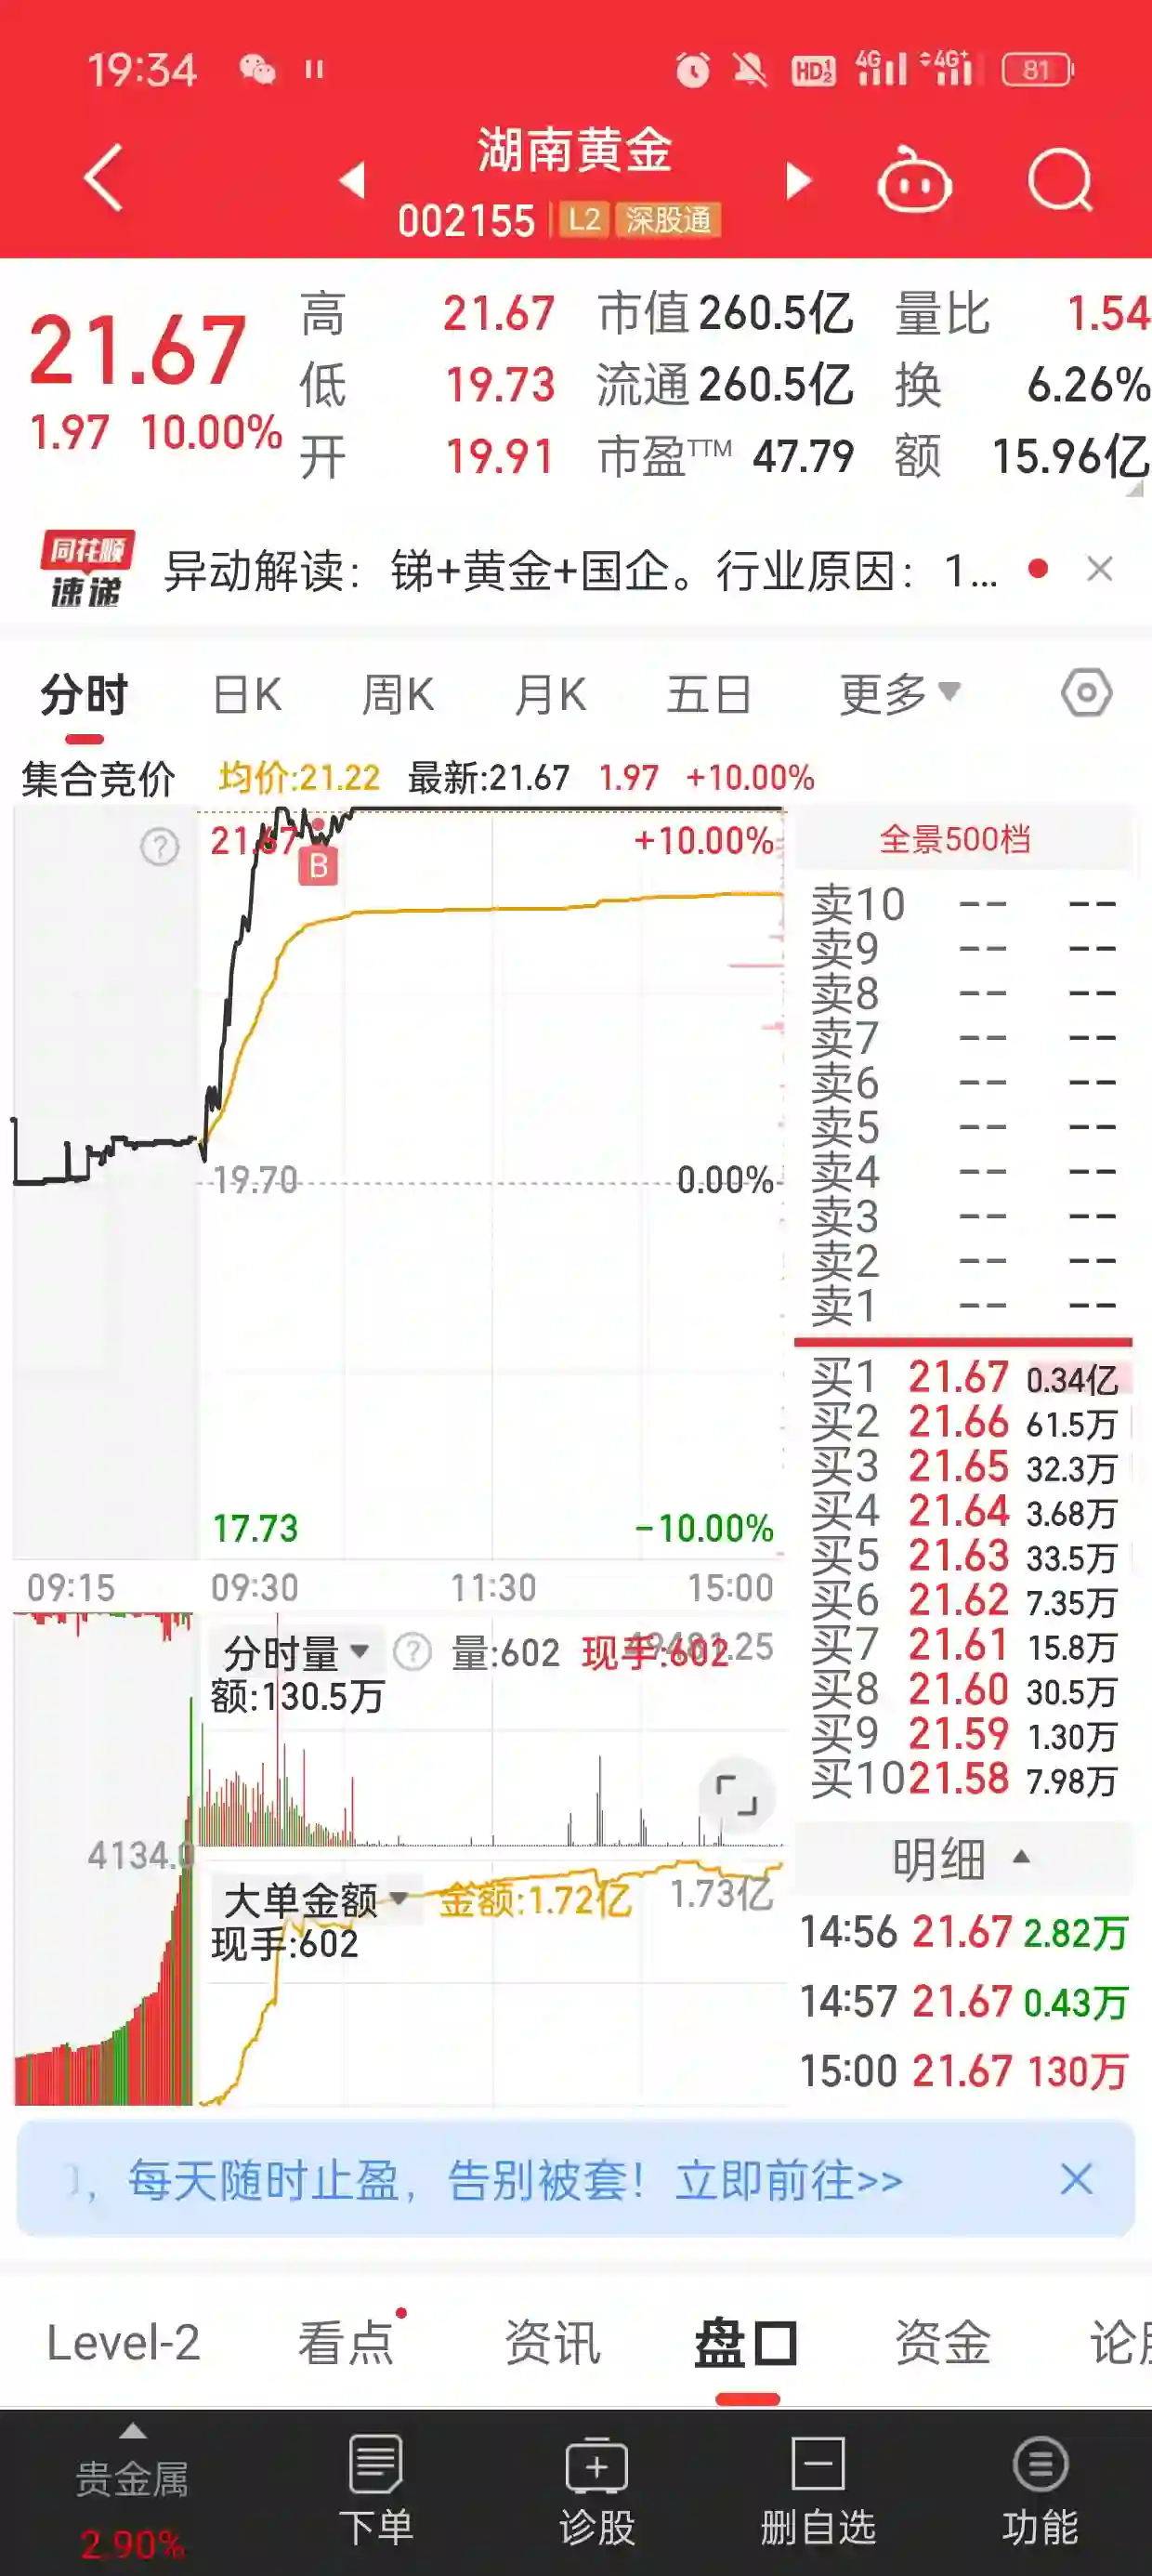 19:34 HD 1 2 4G 4G+ 81
湖南黄金
002155 L2 深股通
21.67
1.97 10.00%
高 21.67 市值 260.5亿 量比 1.54
低 19.73 流通 260.5亿 换 6.26%
开 19.91 市盈TTM 47.79 额 15.96亿
同花顺
速递
异动解读：锑+黄金+国企。行业原因：1...
分时 日K 周K 月K 五日 更多
集合竞价 均价:21.22 最新:21.67 1.97 +10.00%
21.67 +10.00%
B
19.70 0.00%
17.73 -10.00%
09:15 09:30 11:30 15:00
全景500档
卖10 -- --
卖9 -- --
卖8 -- --
卖7 -- --
卖6 -- --
卖5 -- --
卖4 -- --
卖3 -- --
卖2 -- --
卖1 -- --
买1 21.67 0.34亿
买2 21.66 61.5万
买3 21.65 32.3万
买4 21.64 3.68万
买5 21.63 33.5万
买6 21.62 7.35万
买7 21.61 15.8万
买8 21.60 30.5万
买9 21.59 1.30万
买10 21.58 7.98万
分时量 ? 量:602 现手:602
额:130.5万
4134.0
大单金额 金额:1.72亿 1.73亿
现手:602
明细
14:56 21.67 2.82万
14:57 21.67 0.43万
15:00 21.67 130万
，每天随时止盈，告别被套！立即前往>>
Level-2 看点 资讯 盘口 资金
贵金属
2.90%
下单 诊股 删自选 功能